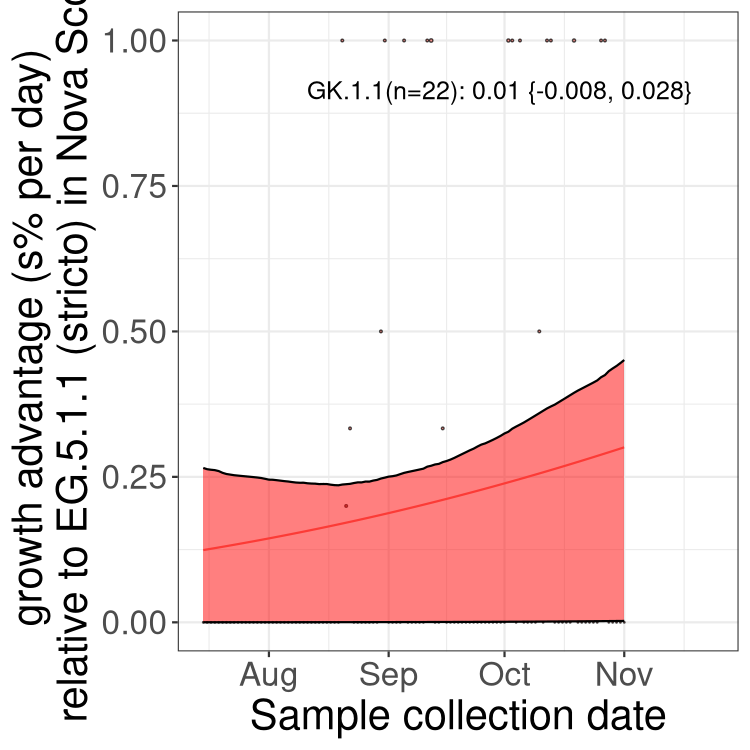 growth advantage (s% per day)
relative to EG.5.1.1 (stricto) in Nova
1.00
GK.1.1(n=22): 0.01 {-0.008, 0.028}
0.75
0.50
0.25
0.00
Aug Sep Oct Nov
Sample collection date